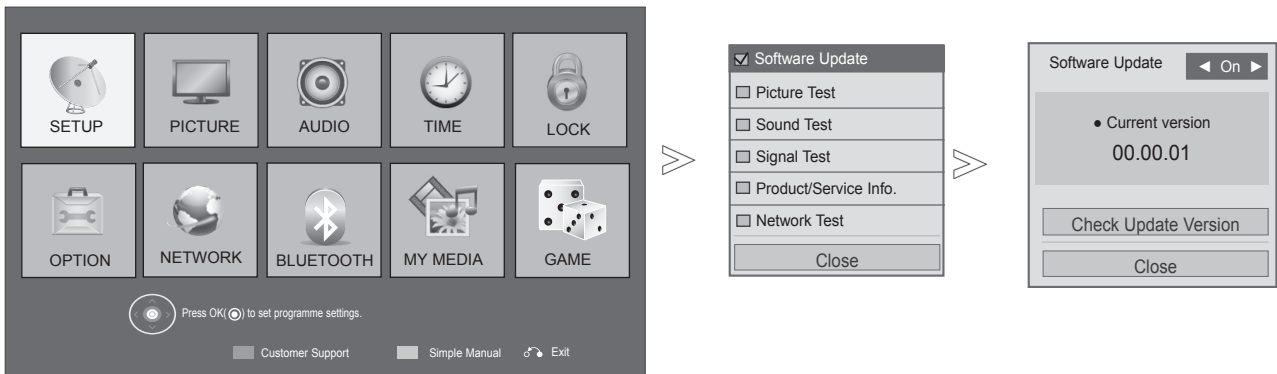 SETUP
PICTURE
AUDIO
TIME
LOCK
OPTION
NETWORK
BLUETOOTH
MY MEDIA
GAME
Press OK(◉) to set programme settings.
Customer Support
Simple Manual
Exit
Software Update
Picture Test
Sound Test
Signal Test
Product/Service Info.
Network Test
Close
Software Update ◄ On ►
• Current version
00.00.01
Check Update Version
Close